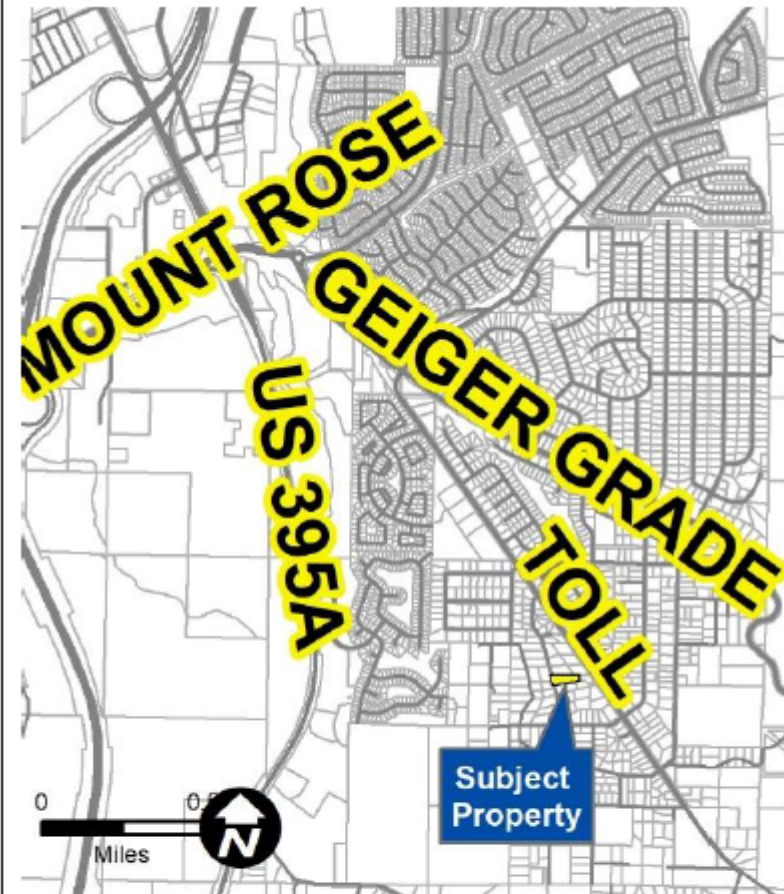 MOUNT ROSE
GEIGER GRADE
US 395A
TOLL
Subject
Property
0
Miles
N